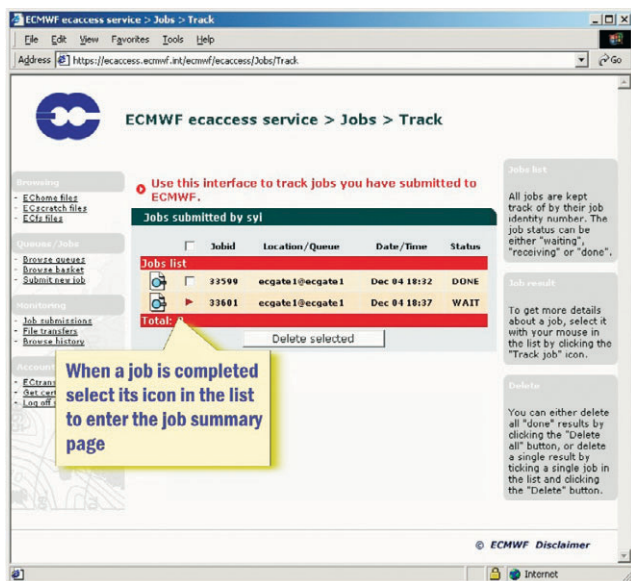 ECMWF ecaccess service > Jobs > Track
File Edit View Favorites Tools Help
Address https://ecaccess.ecmwf.int/ecmwf/ecaccess/Jobs/Track Go
ECMWF ecaccess service > Jobs > Track
Browsing
- EChome files
- ECscratch files
- ECfs files
Queues / Jobs
- Browse queues
- Browse basket
- Submit new job
Monitoring
- Job submissions
- File transfers
- Browse history
Account
- ECtrans
- Get cert
- Log off
Use this interface to track jobs you have submitted to
ECMWF.
Jobs submitted by syi
Jobid Location/Queue Date/Time Status
Jobs list
33599 ecgate1@ecgate1 Dec 04 18:32 DONE
33601 ecgate1@ecgate1 Dec 04 18:37 WAIT
Total:
Delete selected
When a job is completed
select its icon in the list
to enter the job summary
page
Jobs list
All jobs are kept
track of by their job
identity number. The
job status can be
either "waiting",
"receiving" or "done".
Job result
To get more details
about a job, select it
with your mouse in
the list by clicking the
"Track job" icon.
Delete
You can either delete
all "done" results by
clicking the "Delete
all" button, or delete
a single result by
ticking a single job in
the list and clicking
the "Delete" button.
© ECMWF Disclaimer
Internet